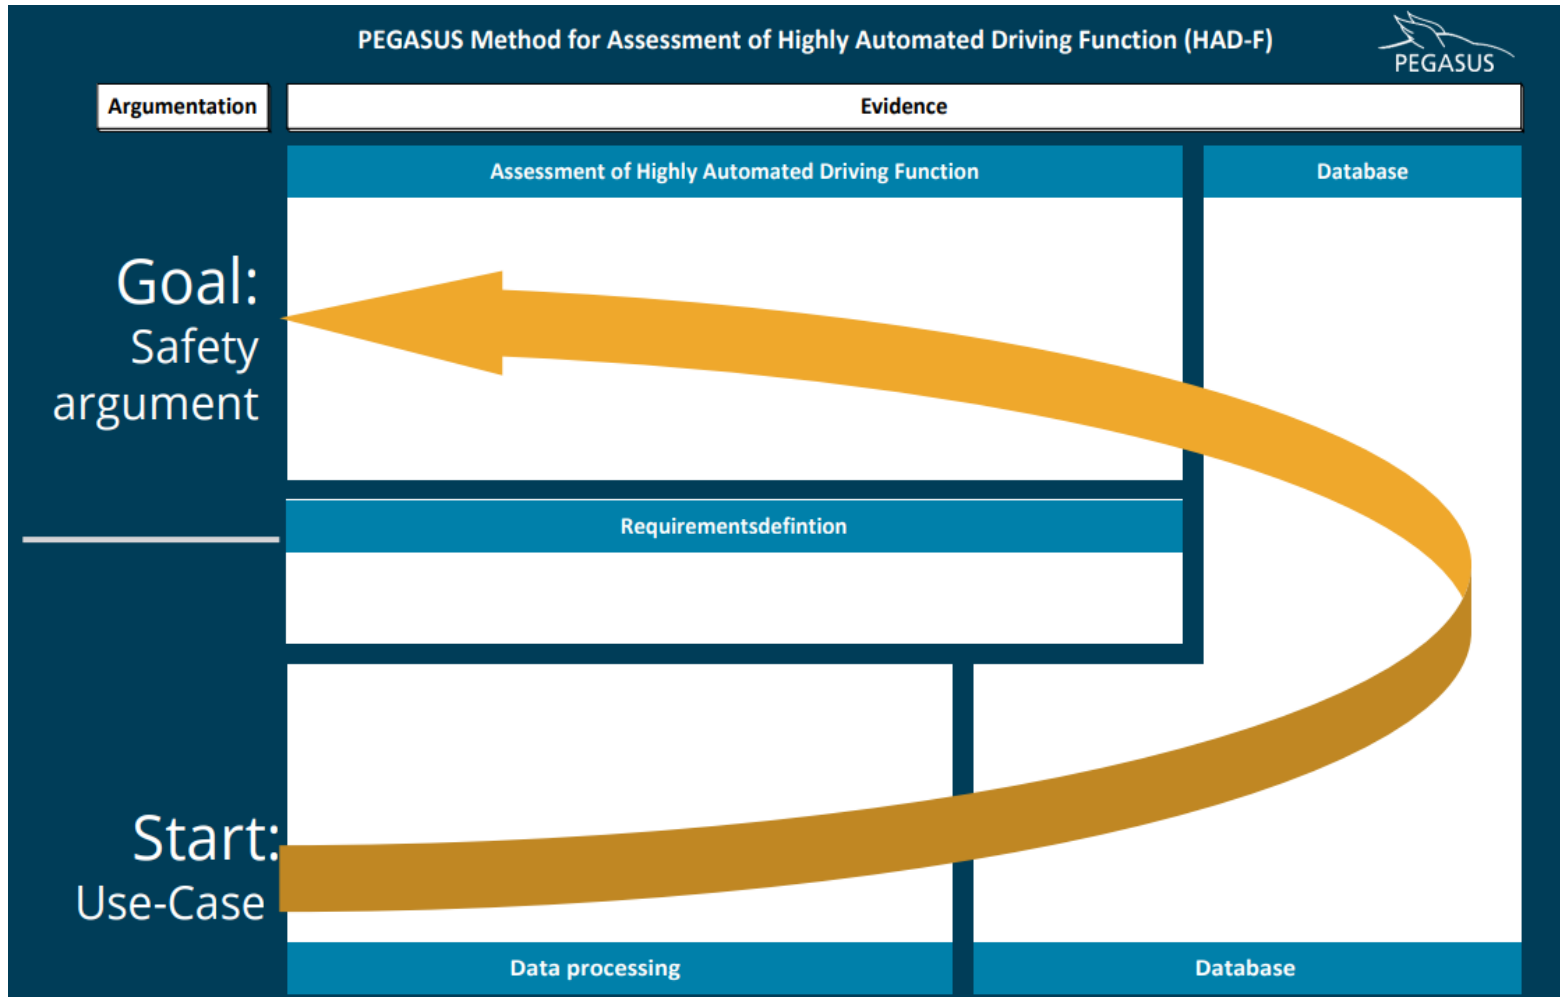 PEGASUS Method for Assessment of Highly Automated Driving Function (HAD-F)
PEGASUS
Argumentation
Evidence
Assessment of Highly Automated Driving Function
Database
Goal:
Safety
argument
Requirementsdefintion
Start:
Use-Case
Data processing
Database